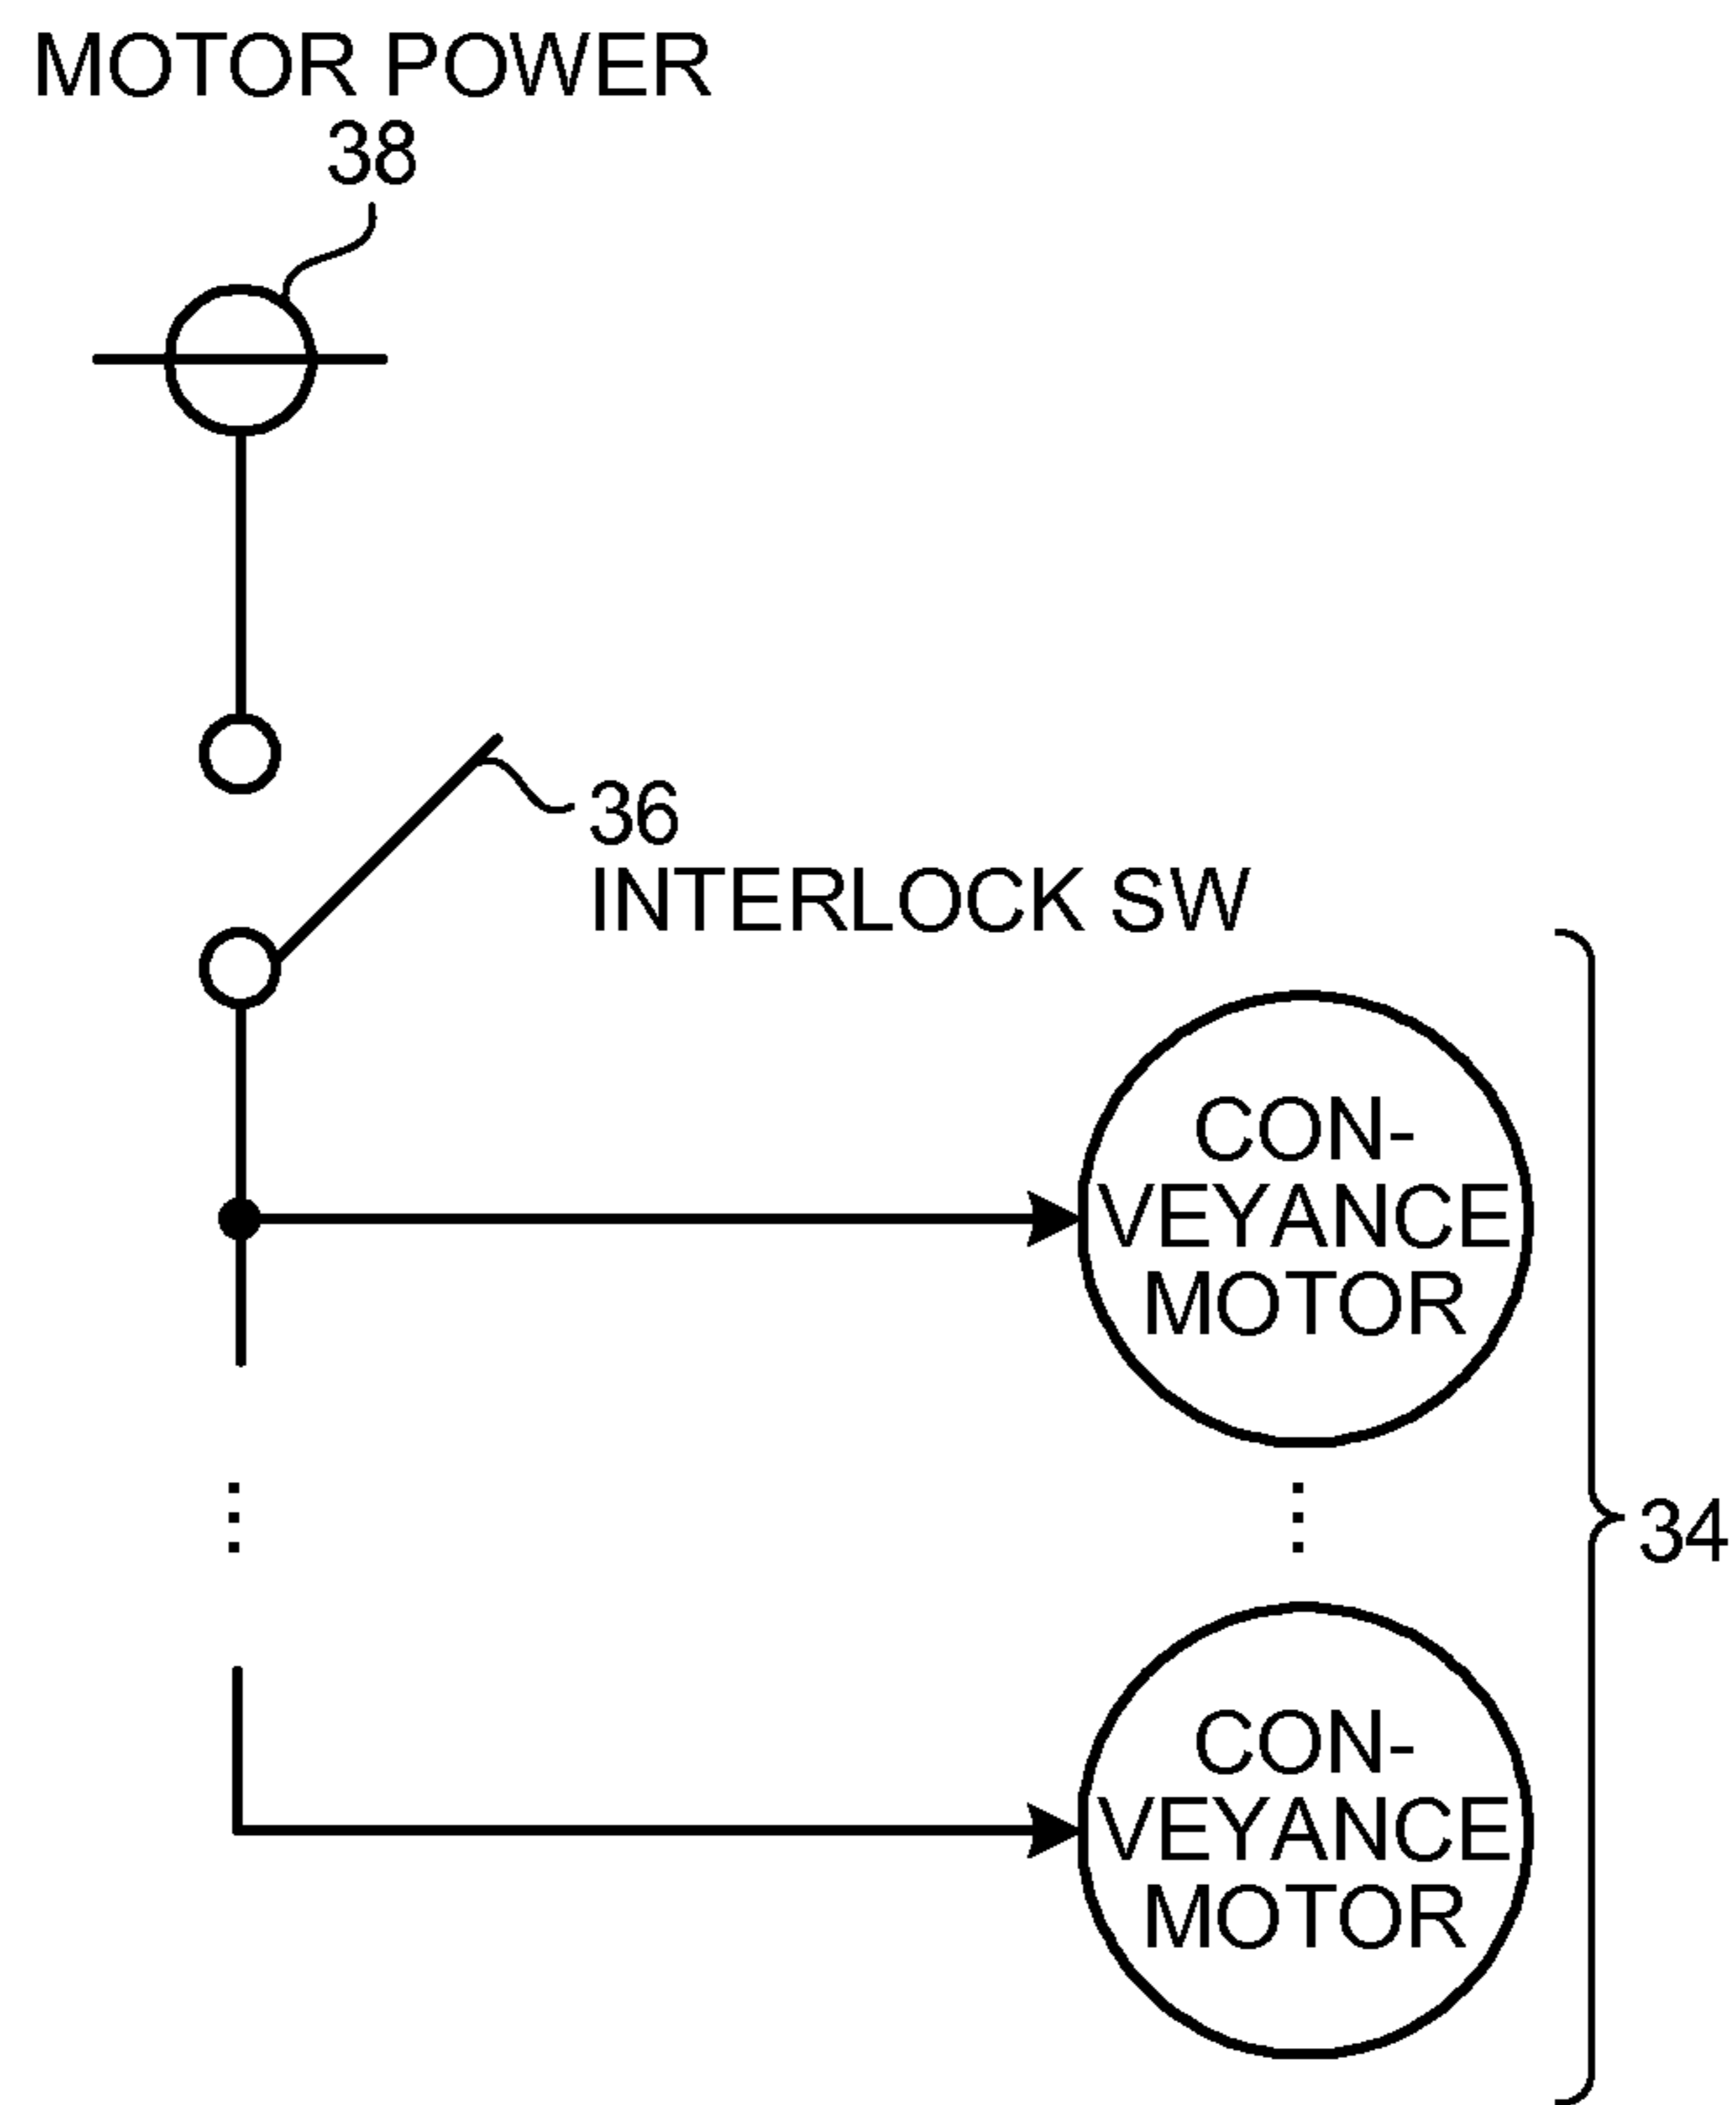 MOTOR POWER
38
36
INTERLOCK SW
CON-
VEYANCE
MOTOR
34
CON-
VEYANCE
MOTOR